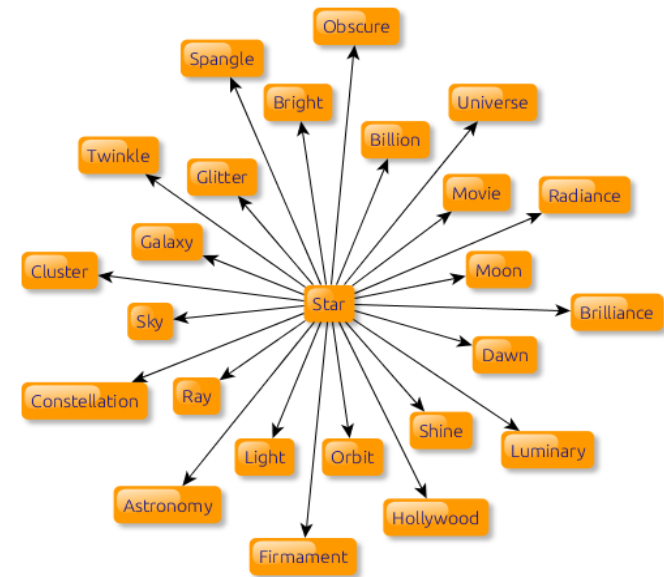 Obscure
Spangle
Bright
Universe
Billion
Twinkle
Glitter
Movie
Radiance
Galaxy
Cluster
Moon
Star
Brilliance
Sky
Dawn
Constellation
Ray
Shine
Luminary
Light
Orbit
Astronomy
Hollywood
Firmament